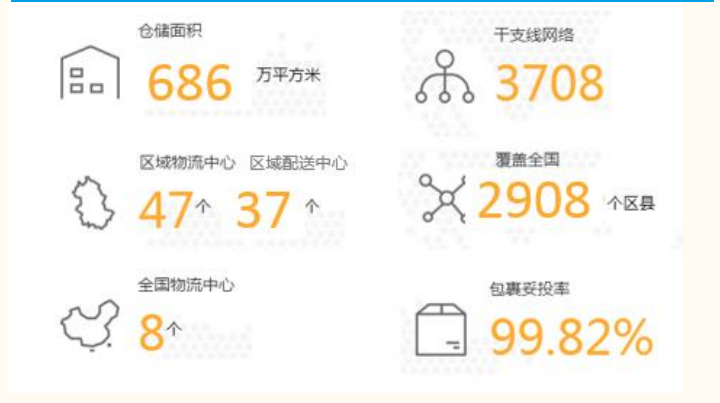 仓储面积
686 万平方米
干支线网络
3708
区域物流中心 区域配送中心
47个 37 个
覆盖全国
2908 个区县
全国物流中心
8个
包裹妥投率
99.82%